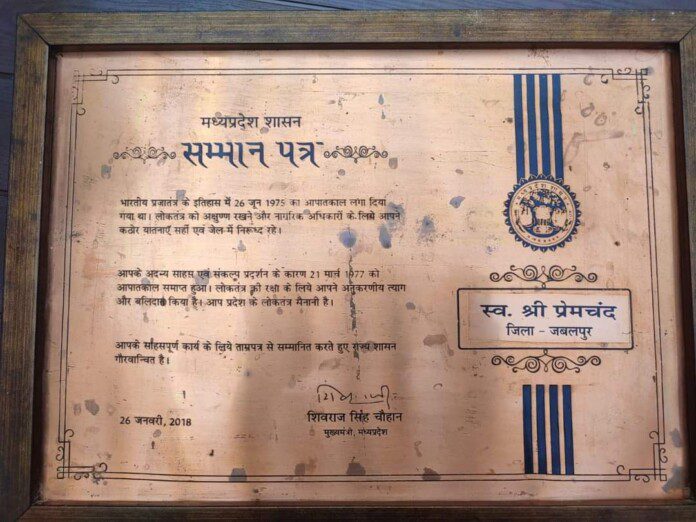 मध्यप्रदेश शासन
सम्मान पत्र
भारतीय प्रजातंत्र के इतिहास में 26 जून 1975 का आपातकाल लगा दिया
गया था। लोकतंत्र को अक्षुण्ण रखने और नागरिक अधिकारों के लिये आपने
कठोर यातनाएँ सहीं एवं जेल में निरूध्द रहे।
आपके अदम्य साहस एवं संकल्प प्रदर्शन के कारण 21 मार्च 1977 को
आपातकाल समाप्त हुआ। लोकतंत्र की रक्षा के लिये आपने अनुकरणीय त्याग
और बलिदान किया है। आप प्रदेश के लोकतंत्र सैनानी है।
आपके साहसपूर्ण कार्य के लिये ताम्रपत्र से सम्मानित करते हुए राज्य शासन
गौरवान्वित है।
26 जनवरी, 2018
शिवराज सिंह चौहान
मुख्यमंत्री, मध्यप्रदेश
स्व. श्री प्रेमचंद
जिला - जबलपुर